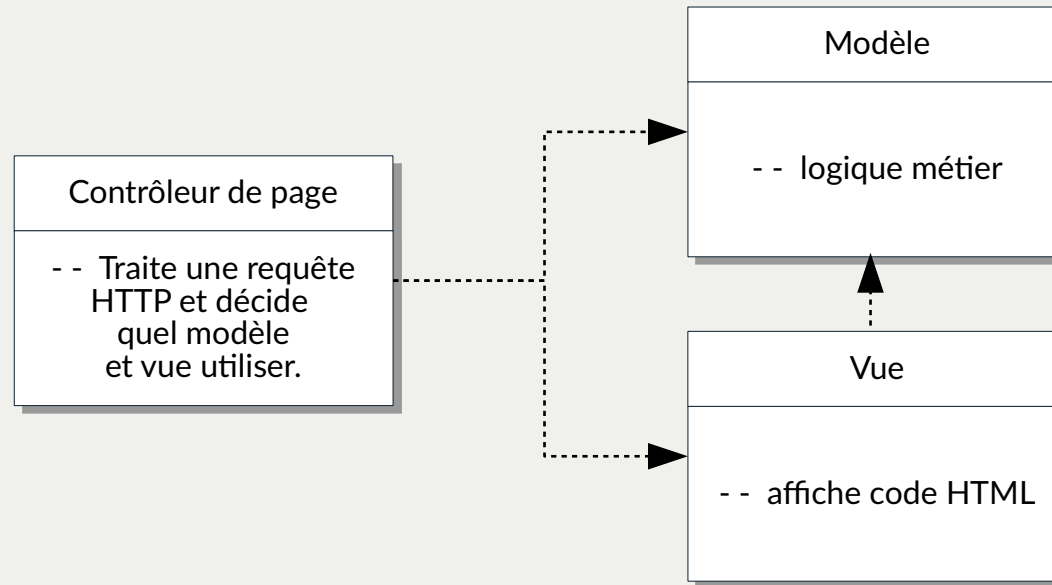 Contrôleur de page
- - Traite une requête
HTTP et décide
quel modèle
et vue utiliser.
Modèle
- - logique métier
Vue
- - affiche code HTML